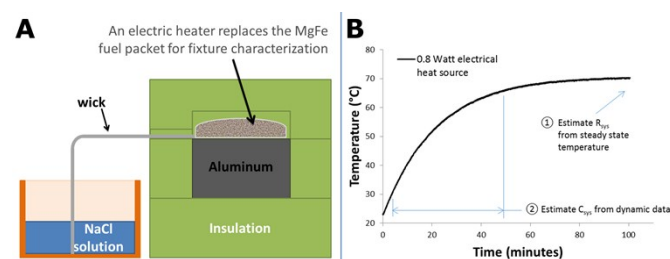 A
An electric heater replaces the MgFe
fuel packet for fixture characterization
wick
Aluminum
NaCl
solution
Insulation
B
Temperature (°C)
80
70
60
50
40
30
20
0.8 Watt electrical
heat source
① Estimate Rsys
from steady state
temperature
② Estimate Csys from dynamic data
0 20 40 60 80 100
Time (minutes)